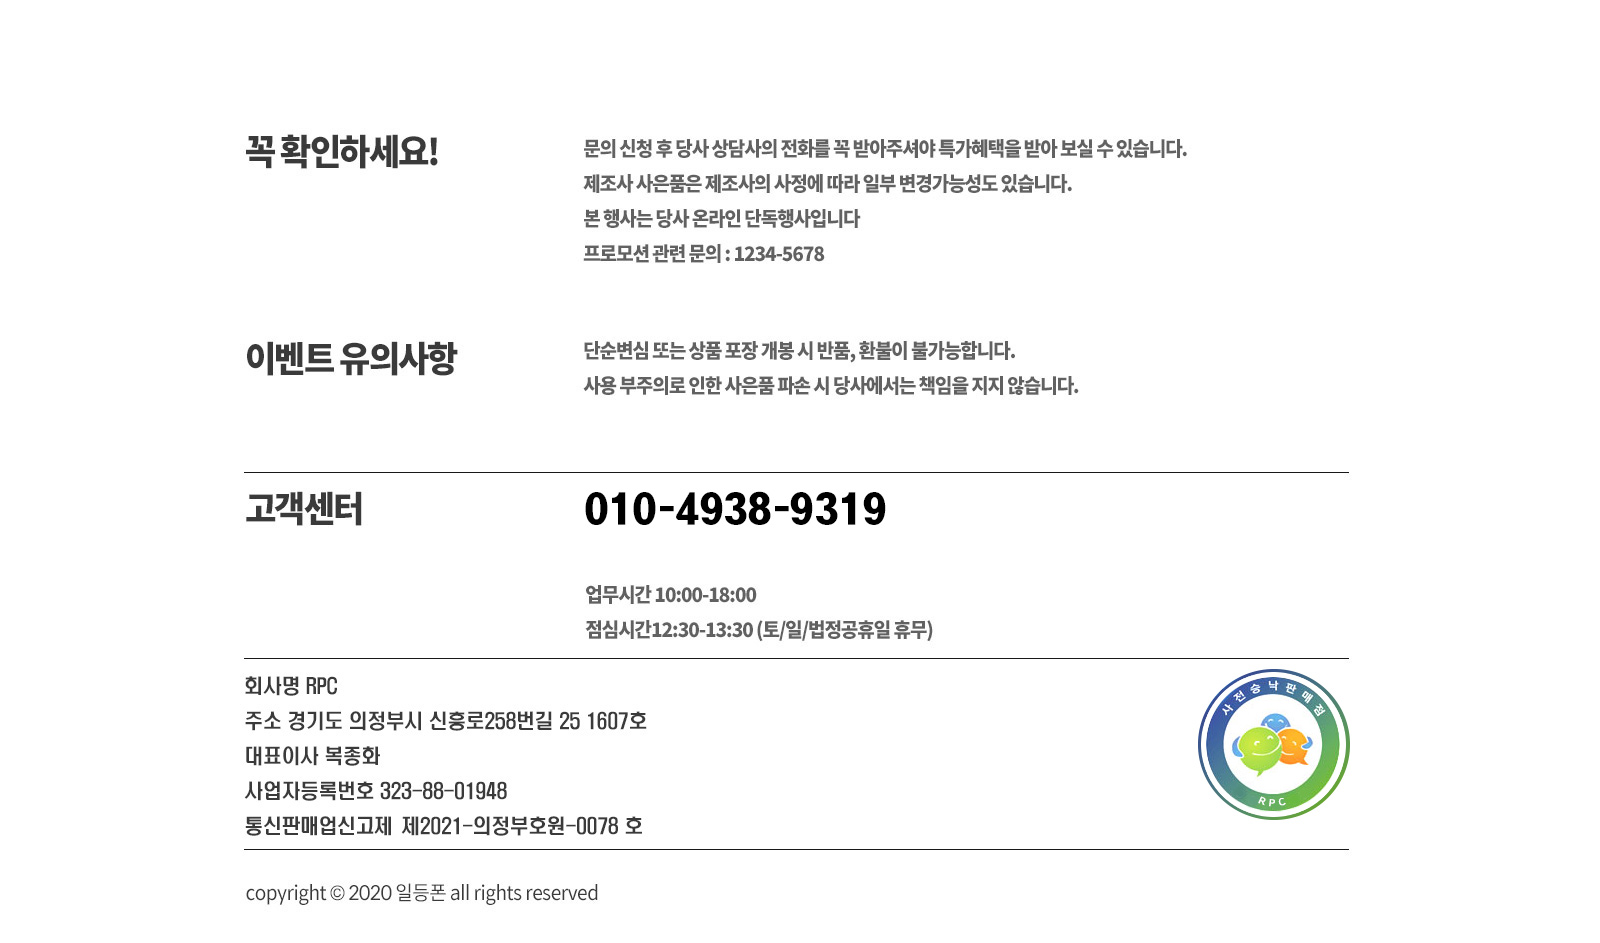 꼭 확인하세요!
문의 신청 후 당사 상담사의 전화를 꼭 받아주셔야 특가혜택을 받아 보실 수 있습니다.
제조사 사은품은 제조사의 사정에 따라 일부 변경가능성도 있습니다.
본 행사는 당사 온라인 단독행사입니다
프로모션 관련 문의 : 1234-5678
이벤트 유의사항
단순변심 또는 상품 포장 개봉 시 반품, 환불이 불가능합니다.
사용 부주의로 인한 사은품 파손 시 당사에서는 책임을 지지 않습니다.
고객센터
010-4938-9319
업무시간 10:00-18:00
점심시간12:30-13:30 (토/일/법정공휴일 휴무)
회사명 RPC
주소 경기도 의정부시 신흥로258번길 25 1607호
대표이사 복종화
사업자등록번호 323-88-01948
통신판매업신고제 제2021-의정부호원-0078 호
사전승낙판매점
RPC
copyright © 2020 일등폰 all rights reserved